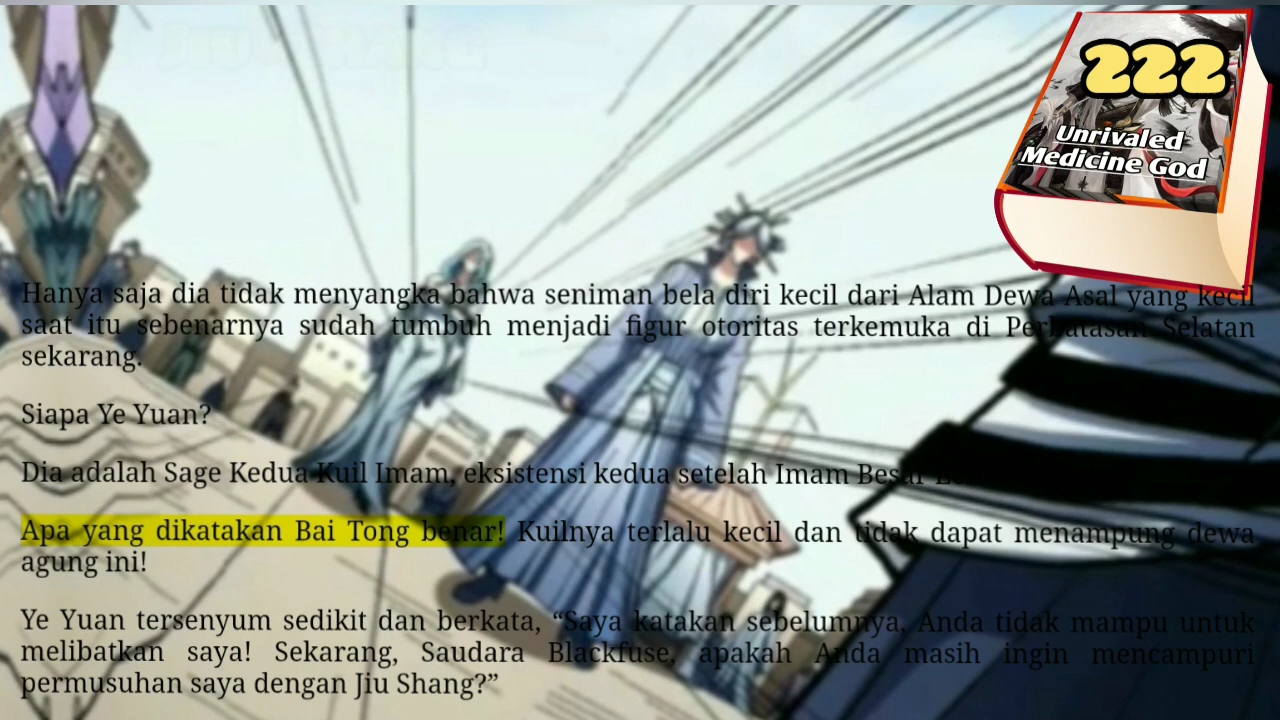 222
Unrivaled
Medicine God
Hanya saja dia tidak menyangka bahwa seniman bela diri kecil dari Alam Dewa Asal yang kecil
saat itu sebenarnya sudah tumbuh menjadi figur otoritas terkemuka di Perbatasan Selatan
sekarang.
Siapa Ye Yuan?
Dia adalah Sage Kedua Kuil Imam, eksistensi kedua setelah Imam Besar
Apa yang dikatakan Bai Tong benar! Kuilnya terlalu kecil dan tidak dapat menampung dewa
agung ini!
Ye Yuan tersenyum sedikit dan berkata, “Saya katakan sebelumnya, Anda tidak mampu untuk
melibatkan saya! Sekarang, Saudara Blackfuse, apakah Anda masih ingin mencampuri
permusuhan saya dengan Jiu Shang?”